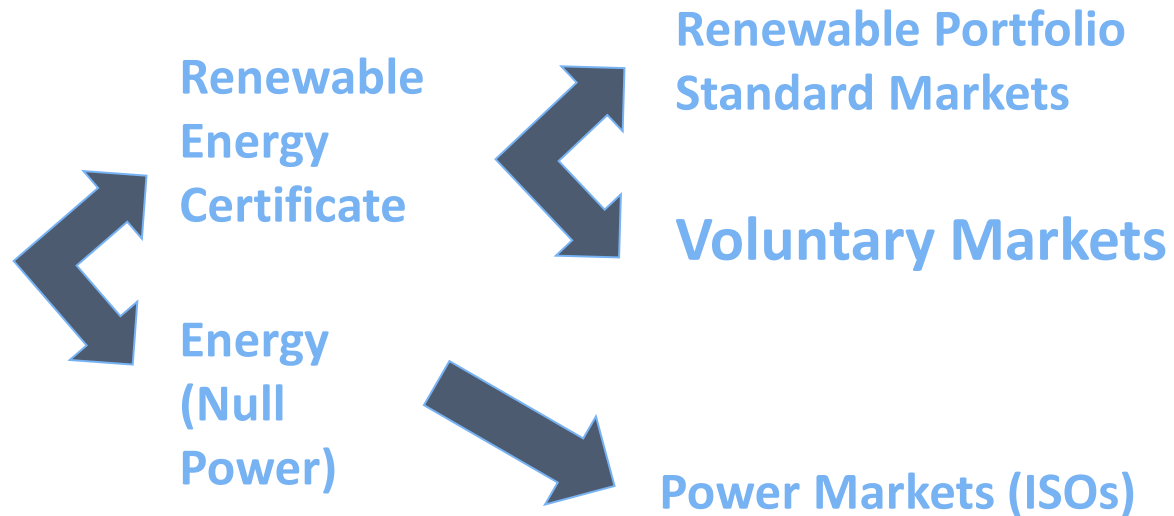 Renewable
Energy
Certificate
Renewable Portfolio
Standard Markets
Voluntary Markets
Energy
(Null
Power)
Power Markets (ISOs)